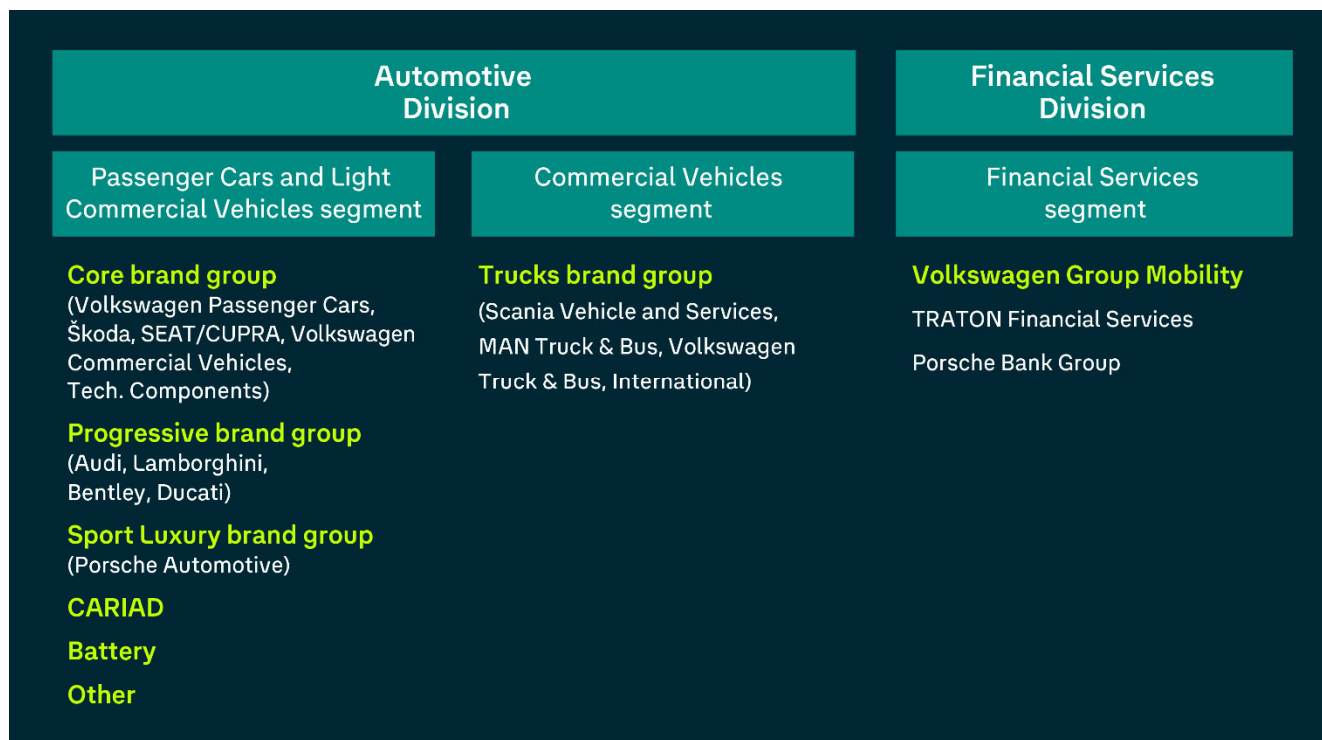 Automotive
Division
Financial Services
Division
Passenger Cars and Light
Commercial Vehicles segment
Commercial Vehicles
segment
Financial Services
segment
Core brand group
(Volkswagen Passenger Cars,
Škoda, SEAT/CUPRA, Volkswagen
Commercial Vehicles,
Tech. Components)
Progressive brand group
(Audi, Lamborghini,
Bentley, Ducati)
Sport Luxury brand group
(Porsche Automotive)
CARIAD
Battery
Other
Trucks brand group
(Scania Vehicle and Services,
MAN Truck & Bus, Volkswagen
Truck & Bus, International)
Volkswagen Group Mobility
TRATON Financial Services
Porsche Bank Group